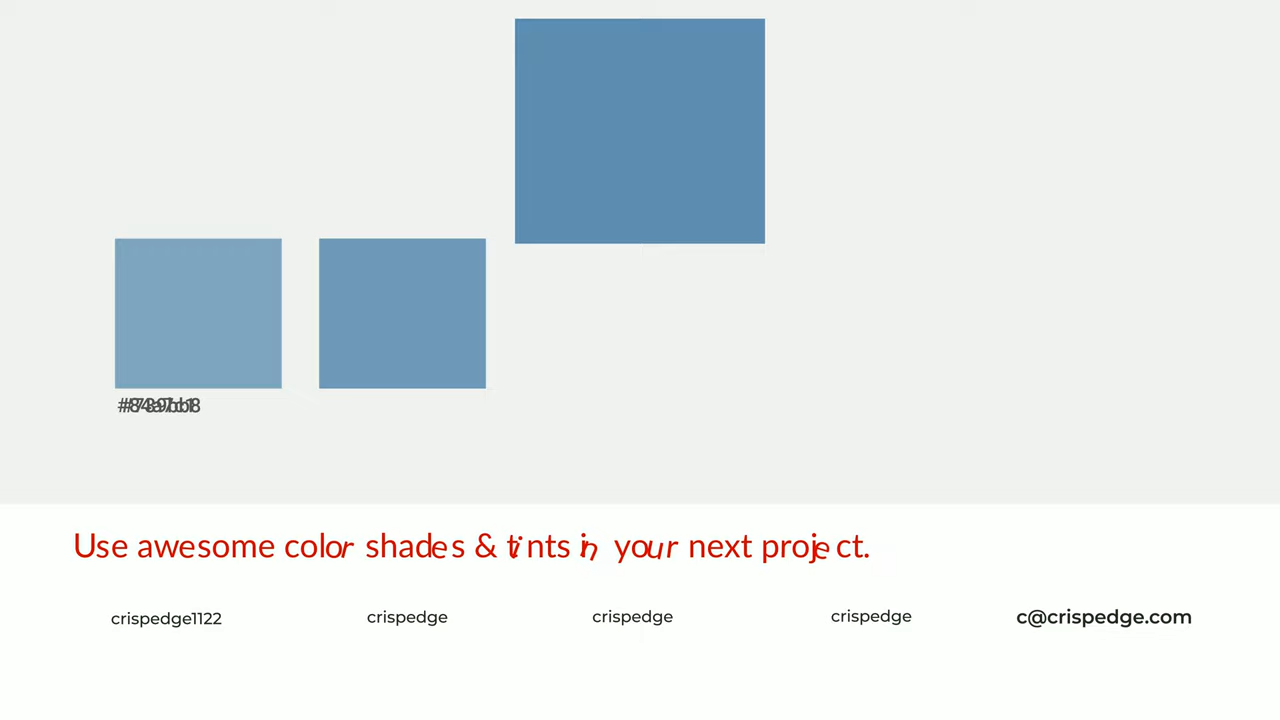 Use awesome color shades & tints in your next project.
crispedge1122 crispedge crispedge crispedge c@crispedge.com